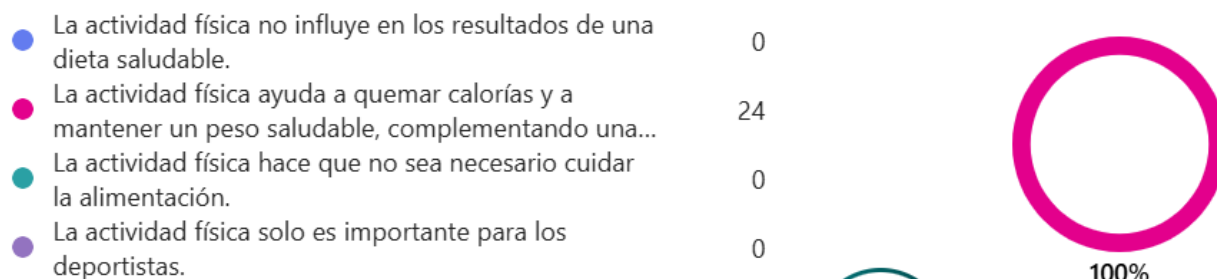 La actividad física no influye en los resultados de una
dieta saludable.
0
La actividad física ayuda a quemar calorías y a
mantener un peso saludable, complementando una...
24
La actividad física hace que no sea necesario cuidar
la alimentación.
0
La actividad física solo es importante para los
deportistas.
0
100%